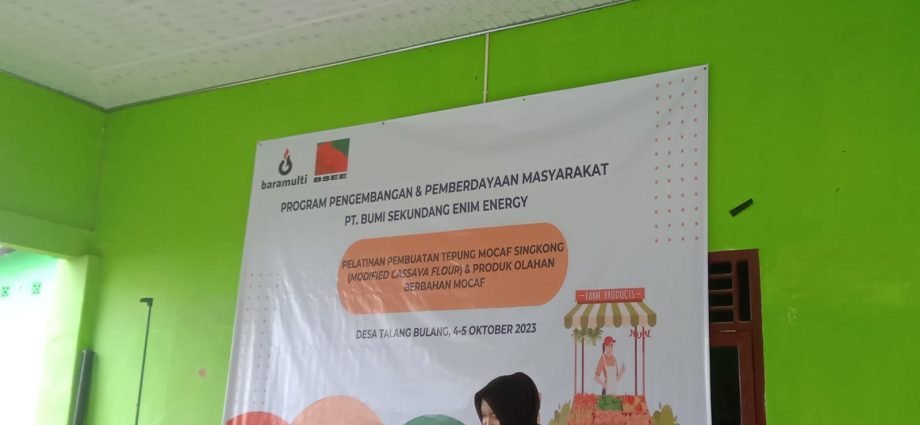 baramulti
BSEE
PROGRAM PENGEMBANGAN & PEMBERDAYAAN MASYARAKAT
PT. BUMI SEKUNDANG ENIM ENERGY
PELATIHAN PEMBUATAN TEPUNG MOCAF SINGKONG
(MODIFIED CASSAVA FLOUR) & PRODUK OLAHAN
BERBAHAN MOCAF
DESA TALANG BULANG, 4-5 OKTOBER 2023
FARM PRODUCTS